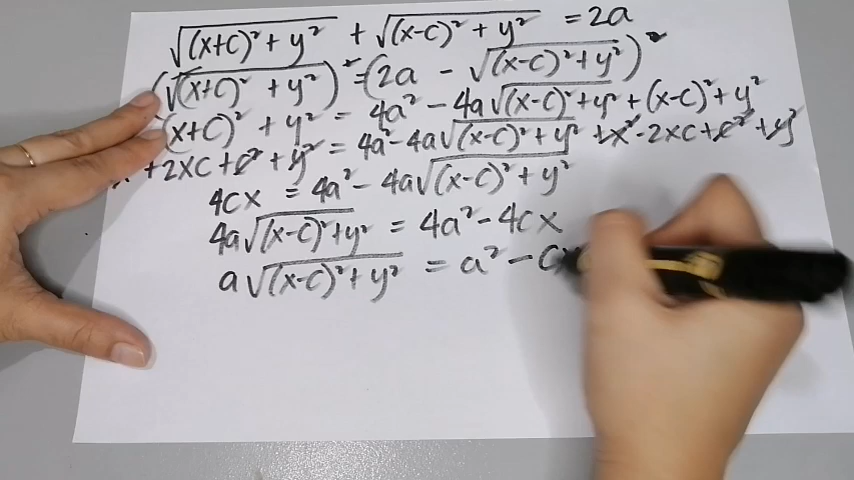 √((x+c)² + y²) + √((x-c)² + y²) = 2a
(√((x+c)² + y²))² = (2a - √((x-c)² + y²))²
(x+c)² + y² = 4a² - 4a√((x-c)² + y²) + (x-c)² + y²
+ 2xc + c² + y² = 4a² - 4a√((x-c)² + y²) + x² - 2xc + c² + y²
4cx = 4a² - 4a√((x-c)² + y²)
4a√((x-c)² + y²) = 4a² - 4cx
a√((x-c)² + y²) = a² - cx